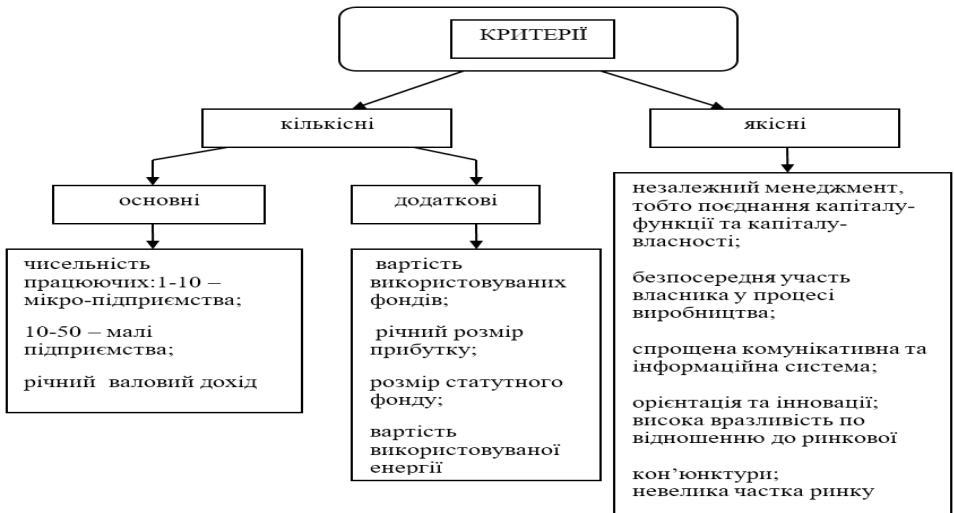 КРИТЕРІЇ
кількісні
якісні
основні
додаткові
чисельність
працюючих:1-10 –
мікро-підприємства;
10-50 – малі
підприємства;
річний валовий дохід
вартість
використовуваних
фондів;
річний розмір
прибутку;
розмір статутного
фонду;
вартість
використовуваної
енергії
незалежний менеджмент,
тобто поєднання капіталу-
функції та капіталу-
власності;
безпосередня участь
власника у процесі
виробництва;
спрощена комунікативна та
інформаційна система;
орієнтація та інновації;
висока вразливість по
відношенню до ринкової
кон’юнктури;
невелика частка ринку